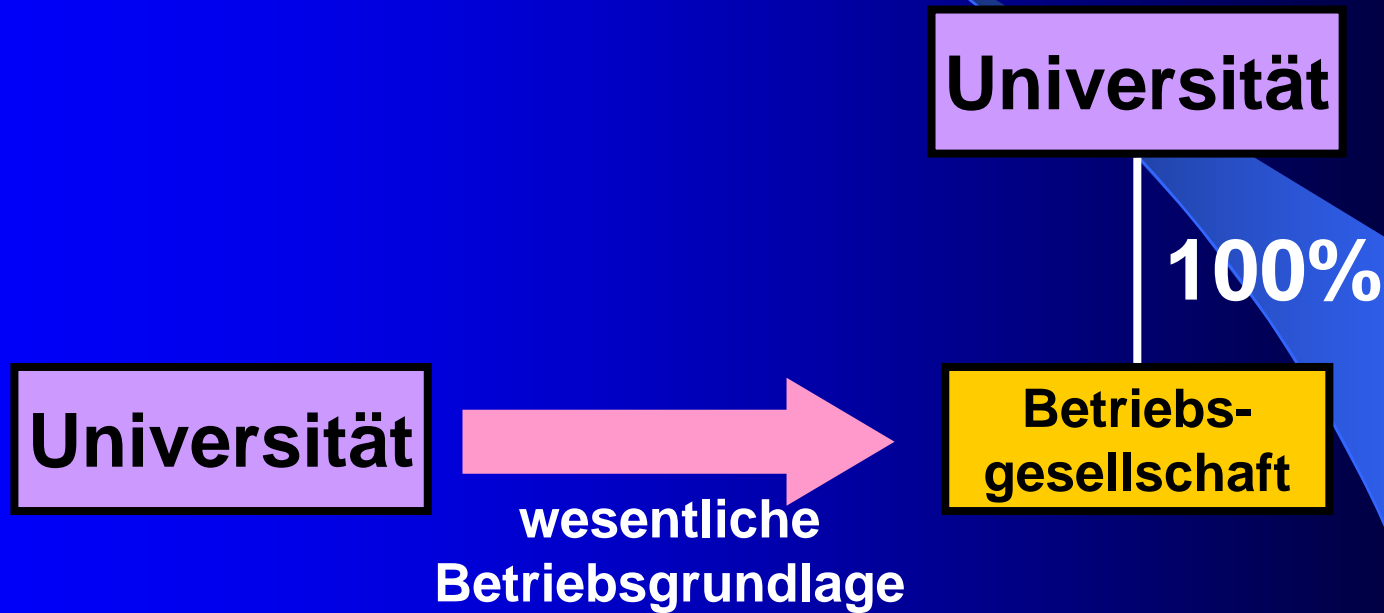 Universität
100%
Universität
Betriebs-
gesellschaft
wesentliche
Betriebsgrundlage